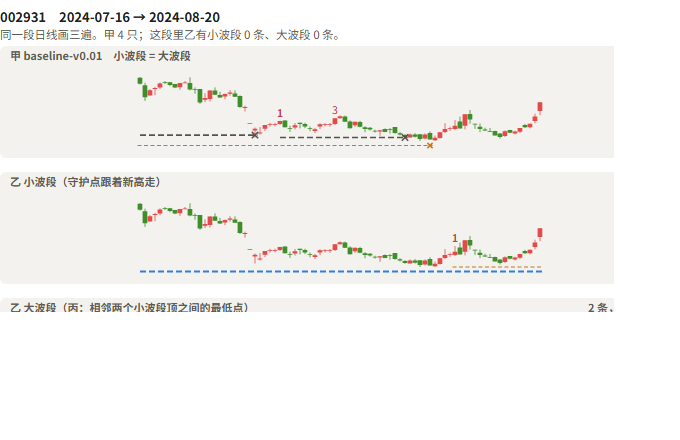 002931 2024-07-16 → 2024-08-20
同一段日线画三遍。甲 4 只；这段里乙有小波段 0 条、大波段 0 条。
甲 baseline-v0.01 小波段 = 大波段
1
3
乙 小波段（守护点跟着新高走）
1
乙 大波段（丙：相邻两个小波段顶之间的最低点）
2 条，